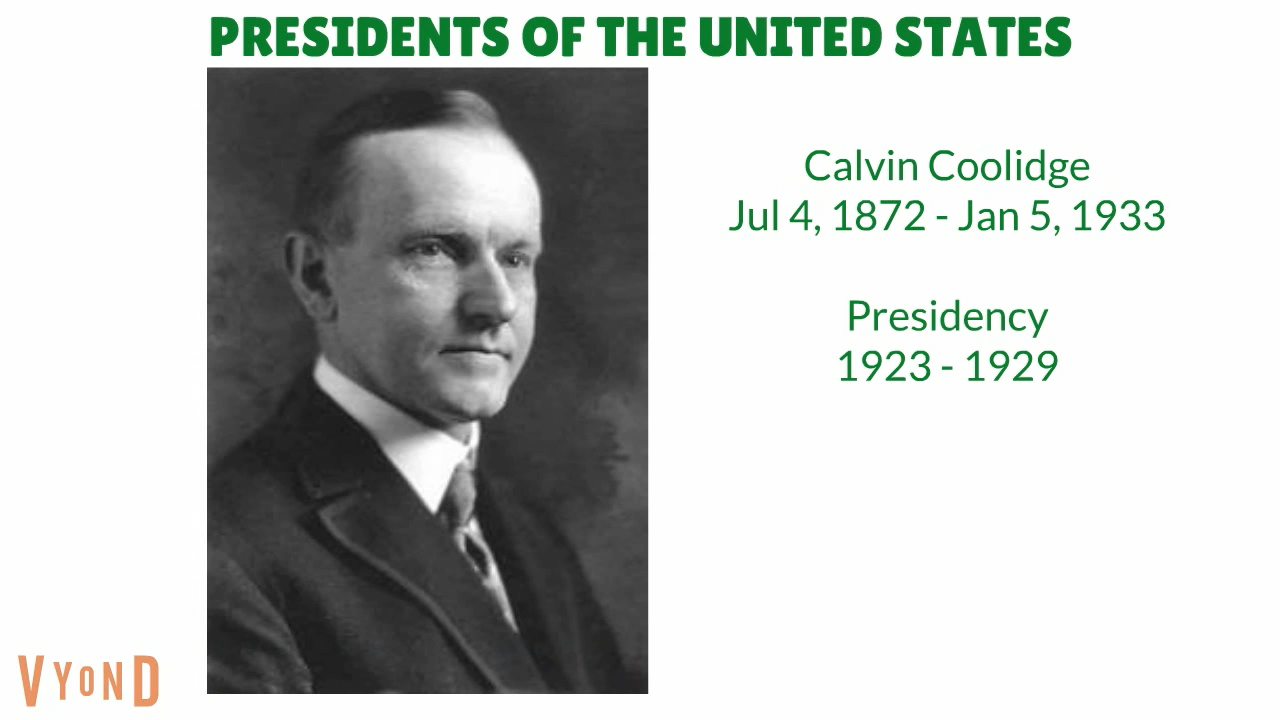 PRESIDENTS OF THE UNITED STATES
Calvin Coolidge
Jul 4, 1872 - Jan 5, 1933
Presidency
1923 - 1929
VYOND